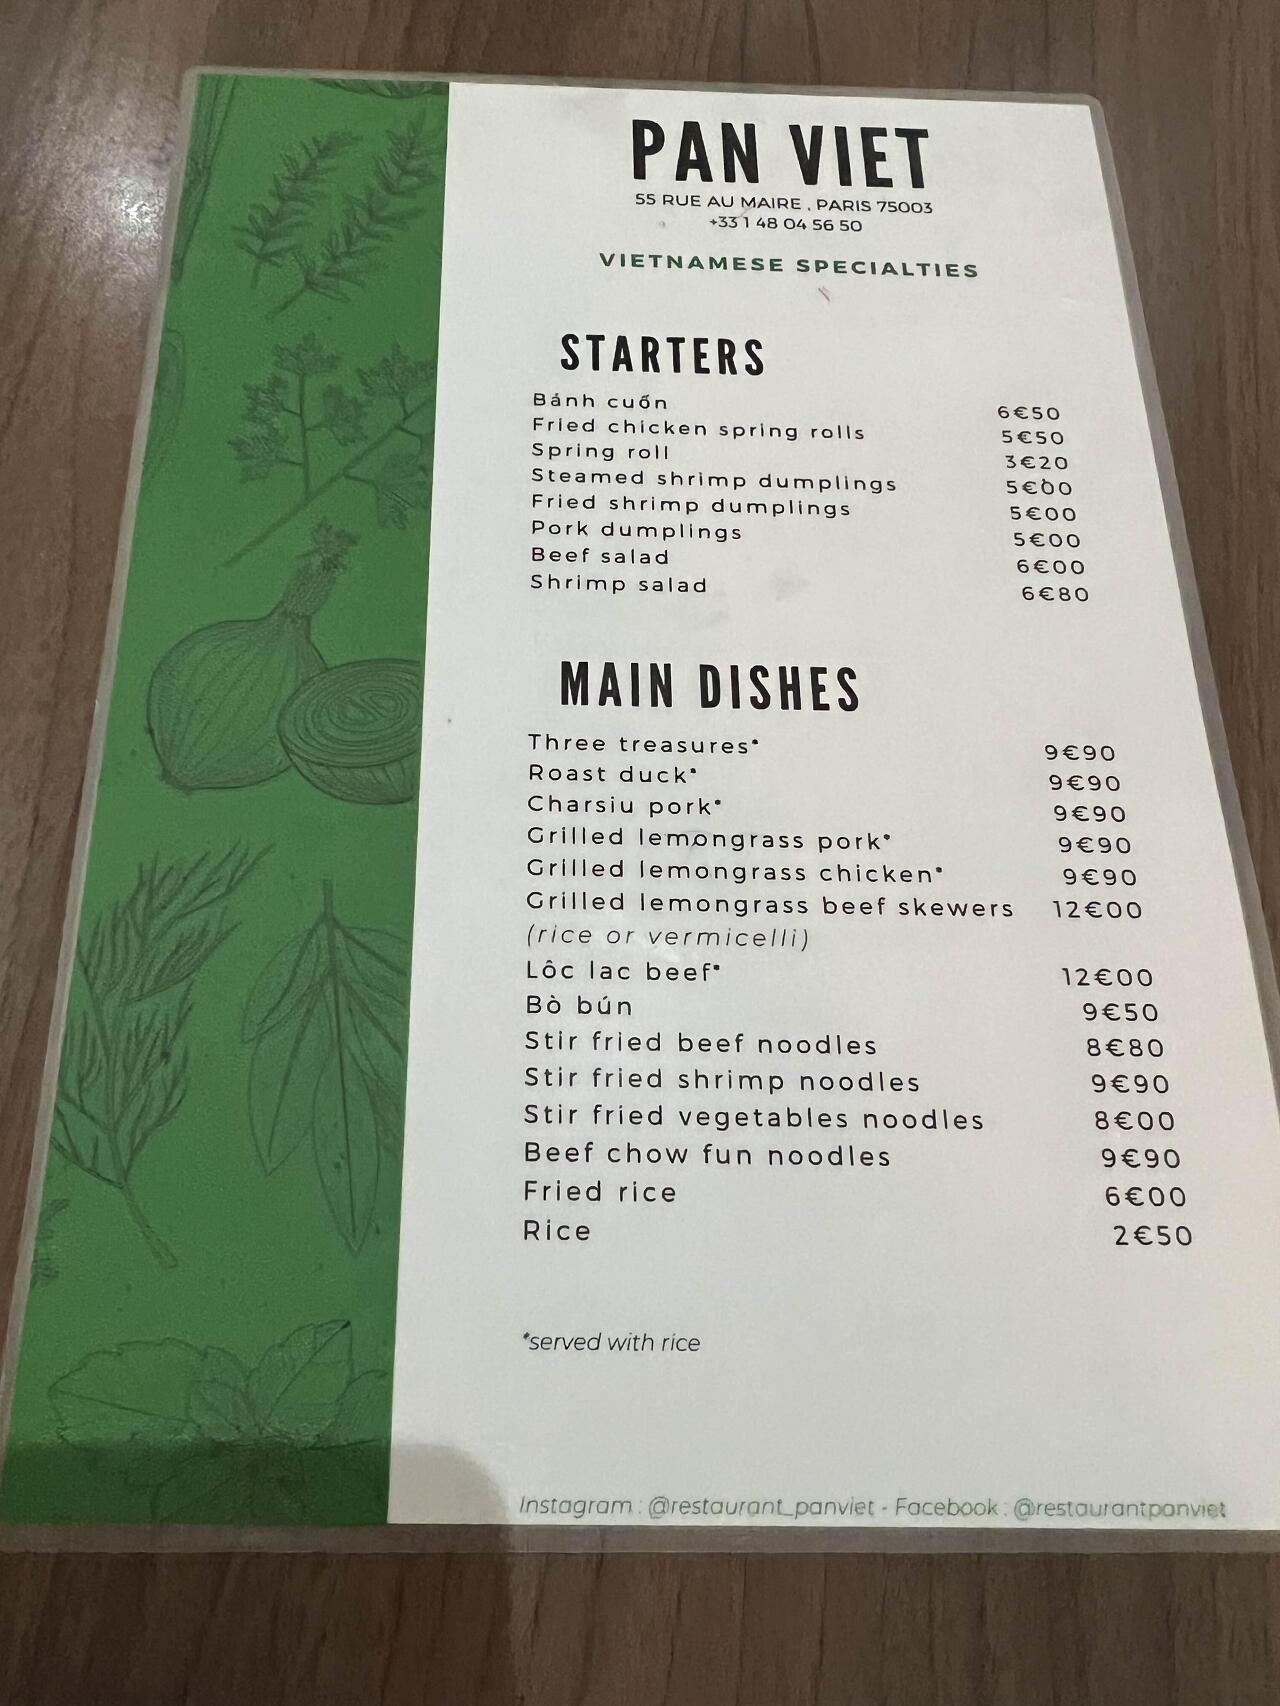 PAN VIET
55 RUE AU MAIRE , PARIS 75003
+33 1 48 04 56 50
VIETNAMESE SPECIALTIES
STARTERS
Bánh cuốn 6€50
Fried chicken spring rolls 5€50
Spring roll 3€20
Steamed shrimp dumplings 5€00
Fried shrimp dumplings 5€00
Pork dumplings 5€00
Beef salad 6€00
Shrimp salad 6€80
MAIN DISHES
Three treasures* 9€90
Roast duck* 9€90
Charsiu pork* 9€90
Grilled lemongrass pork* 9€90
Grilled lemongrass chicken* 9€90
Grilled lemongrass beef skewers 12€00
(rice or vermicelli)
Lôc lac beef* 12€00
Bò bún 9€50
Stir fried beef noodles 8€80
Stir fried shrimp noodles 9€90
Stir fried vegetables noodles 8€00
Beef chow fun noodles 9€90
Fried rice 6€00
Rice 2€50
*served with rice
Instagram : @restaurant_panviet - Facebook : @restaurantpanviet